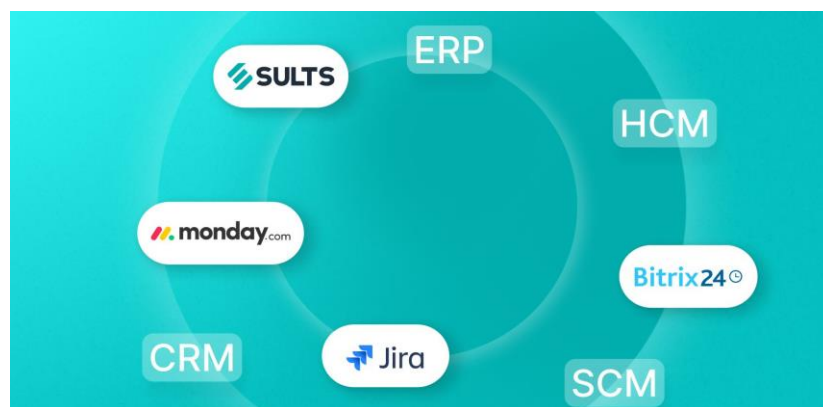 ERP
SULTS
HCM
monday.com
Bitrix24
CRM
Jira
SCM